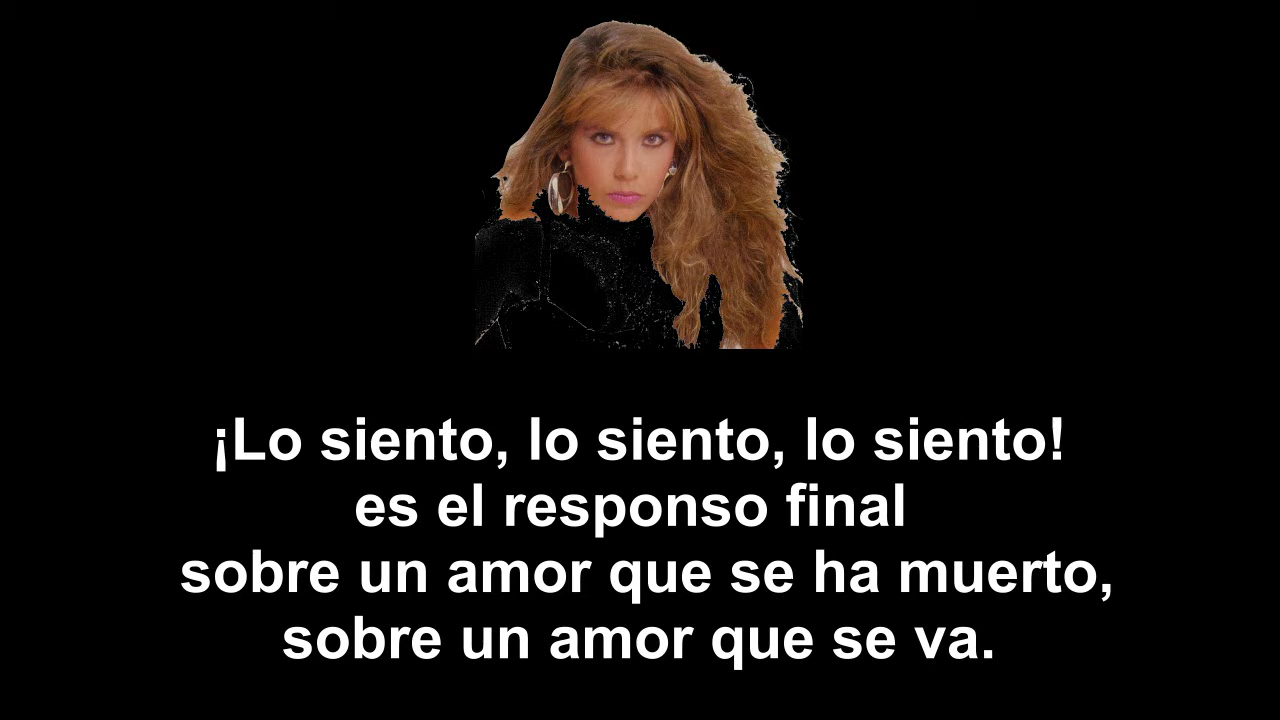 ¡Lo siento, lo siento, lo siento!
es el responso final
sobre un amor que se ha muerto,
sobre un amor que se va.